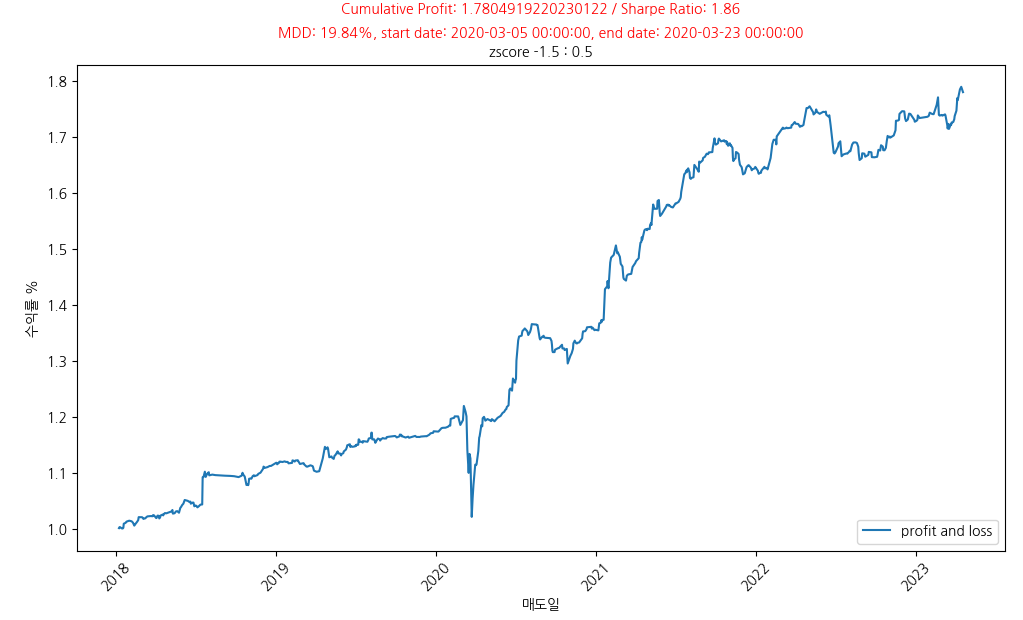 Cumulative Profit: 1.7804919220230122 / Sharpe Ratio: 1.86
MDD: 19.84%, start date: 2020-03-05 00:00:00, end date: 2020-03-23 00:00:00
zscore -1.5 : 0.5
수익률 %
1.8
1.7
1.6
1.5
1.4
1.3
1.2
1.1
1.0
profit and loss
2018
2019
2020
2021
2022
2023
매도일